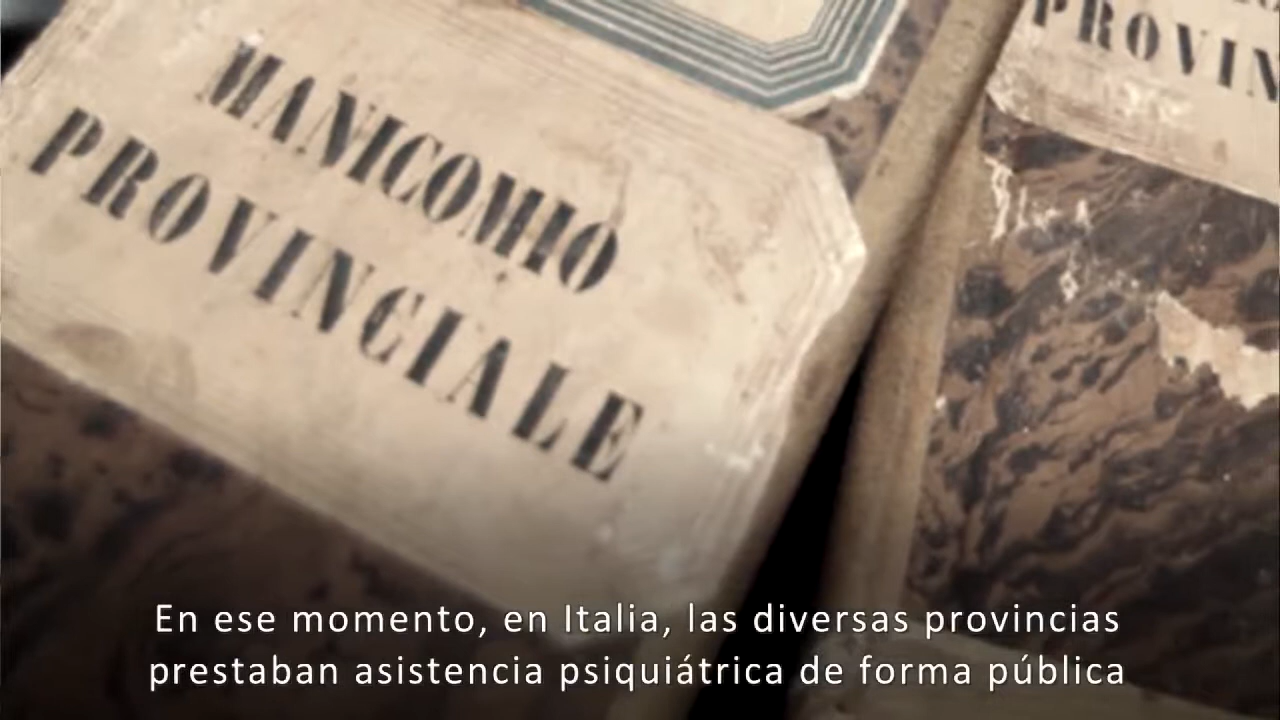 MANICOMIO
PROVINCIALE
PROVIN
En ese momento, en Italia, las diversas provincias
prestaban asistencia psiquiátrica de forma pública